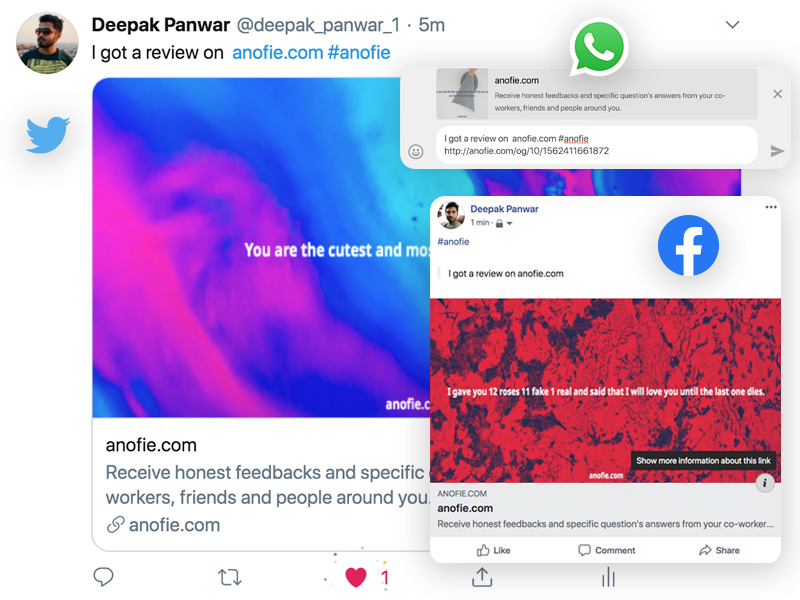 Deepak Panwar @deepak_panwar_1 · 5m
I got a review on anofie.com #anofie
You are the cutest and mos
anofie.c
anofie.com
Receive honest feedbacks and specific
workers, friends and people around you.
anofie.com
1
anofie.com
Receive honest feedbacks and specific question's answers from your co-
workers, friends and people around you.
I got a review on anofie.com #anofie
http://anofie.com/og/10/1562411661872
Deepak Panwar
1 min ·
#anofie
I got a review on anofie.com
I gave you 12 roses 11 fake 1 real and said that I will love you until the last one dies.
Show more information about this link
anofie.com
i
ANOFIE.COM
anofie.com
Receive honest feedbacks and specific question's answers from your co-worker...
Like Comment Share